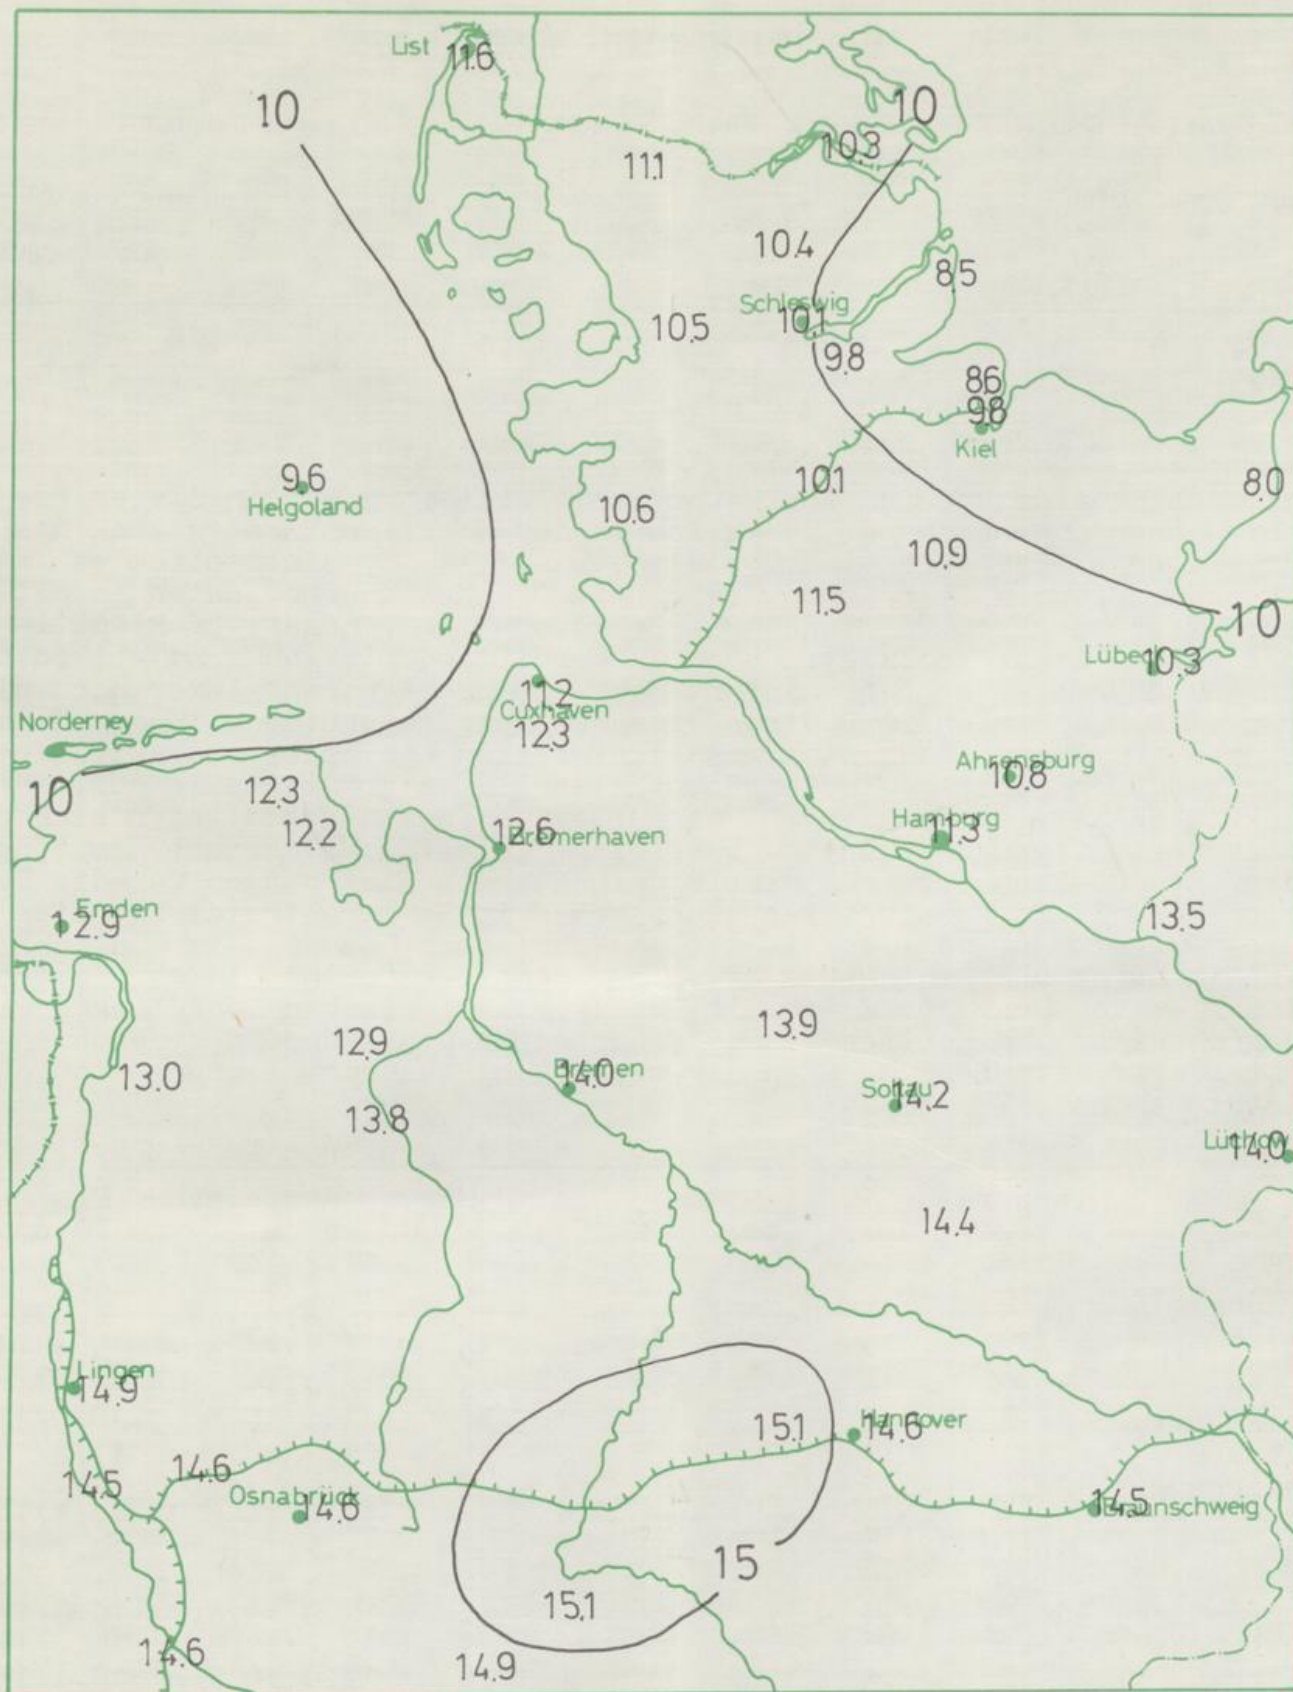 List
11.6
10
10
10.3
11.1
10.4
8.5
Schleswig
10.1
10.5
9.8
8.6
9.8
Kiel
9.6
Helgoland
10.1
8.0
10.6
10.9
11.5
10
Lübeck
10.3
11.2
Cuxhaven
12.3
Norderney
10
12.3
Ahrensburg
10.8
12.2
12.6
Bremerhaven
Hamburg
11.3
Emden
12.9
13.5
13.9
12.9
13.0
Bremen
14.0
Soltau
14.2
13.8
Lüchow
14.0
14.4
Lingen
14.9
15.1
Hannover
14.6
14.6
14.5
Osnabrück
14.6
14.5
Braunschweig
15
15.1
14.6
14.9